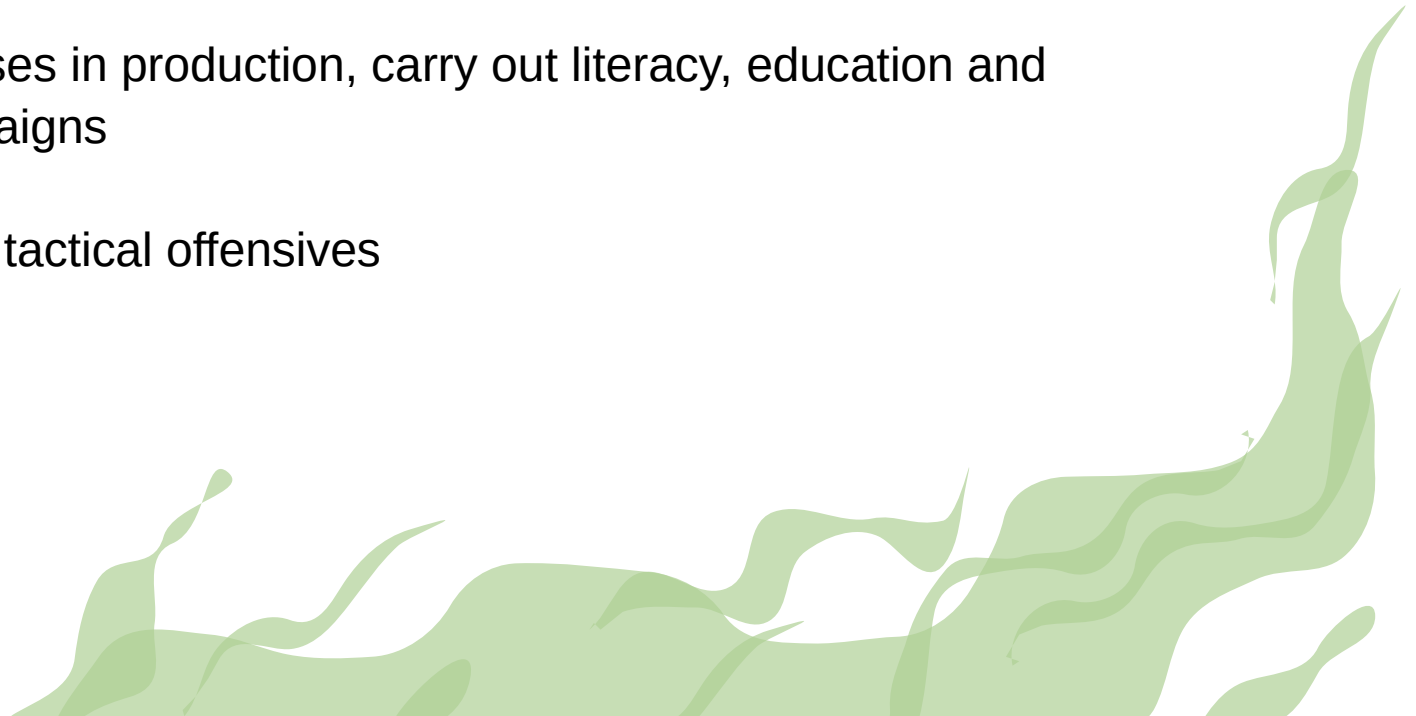 ses in production, carry out literacy, education and
aigns
tactical offensives